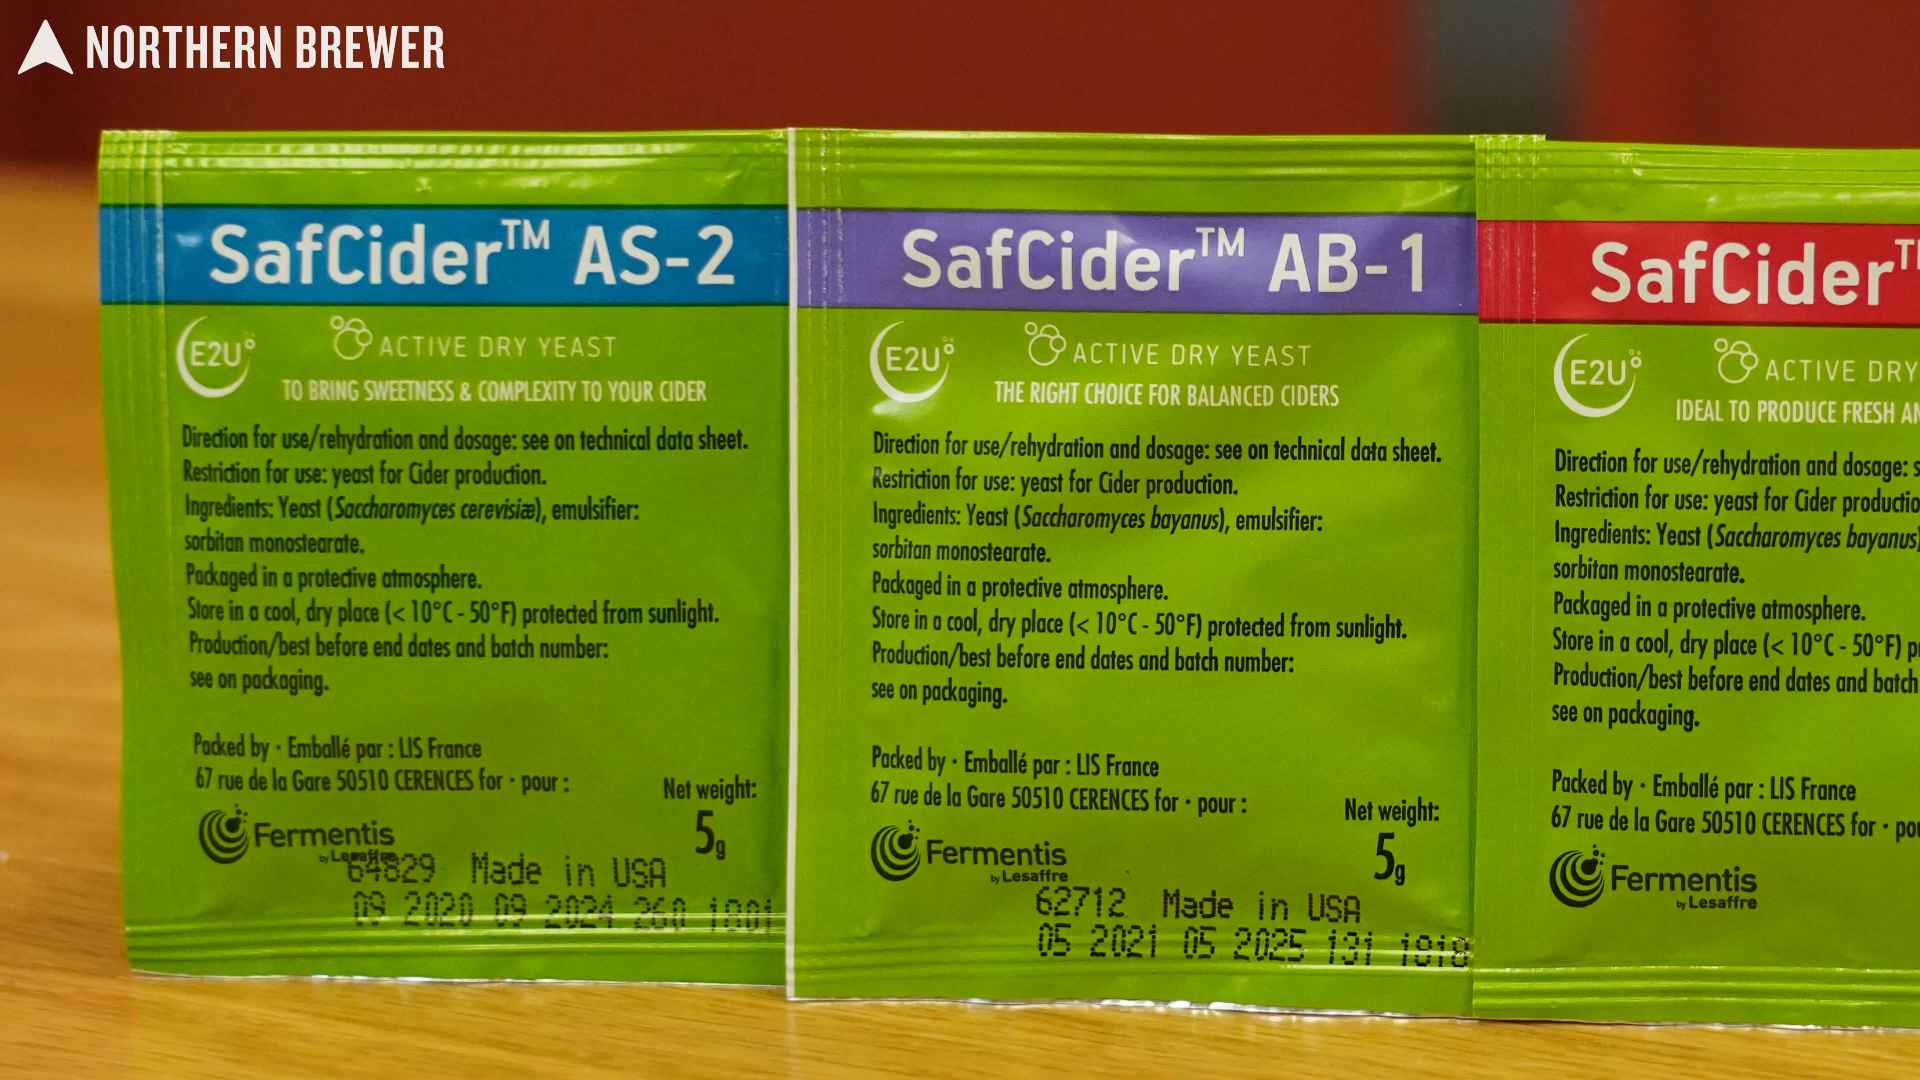 NORTHERN BREWER
SafCider™ AS-2
E2U
ACTIVE DRY YEAST
TO BRING SWEETNESS & COMPLEXITY TO YOUR CIDER
Direction for use/rehydration and dosage: see on technical data sheet.
Restriction for use: yeast for Cider production.
Ingredients: Yeast (Saccharomyces cerevisiæ), emulsifier:
sorbitan monostearate.
Packaged in a protective atmosphere.
Store in a cool, dry place (< 10°C - 50°F) protected from sunlight.
Production/best before end dates and batch number:
see on packaging.
Packed by · Emballé par : LIS France
67 rue de la Gare 50510 CERENCES for · pour :
Net weight:
5g
Fermentis
by Lesaffre
64829 Made in USA
09 2020 09 2024 260 1801
SafCider™ AB-1
E2U
ACTIVE DRY YEAST
THE RIGHT CHOICE FOR BALANCED CIDERS
Direction for use/rehydration and dosage: see on technical data sheet.
Restriction for use: yeast for Cider production.
Ingredients: Yeast (Saccharomyces bayanus), emulsifier:
sorbitan monostearate.
Packaged in a protective atmosphere.
Store in a cool, dry place (< 10°C - 50°F) protected from sunlight.
Production/best before end dates and batch number:
see on packaging.
Packed by · Emballé par : LIS France
67 rue de la Gare 50510 CERENCES for · pour :
Net weight:
5g
Fermentis
by Lesaffre
62712 Made in USA
05 2021 05 2025 131 1818
SafCider™
E2U
ACTIVE DRY
IDEAL TO PRODUCE FRESH
Direction for use/rehydration and dosage:
Restriction for use: yeast for Cider
Ingredients: Yeast (Saccharomyces bayanus)
sorbitan monostearate.
Packaged in a protective atmosphere.
Store in a cool, dry place (< 10°C - 50°F)
Production/best before end dates and batch
see on packaging.
Packed by · Emballé par : LIS France
67 rue de la Gare 50510 CERENCES for ·
Fermentis
by Lesaffre